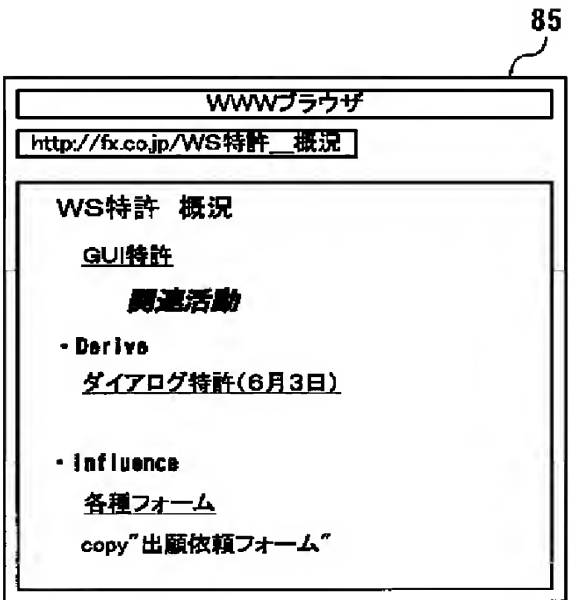 85
WWWブラウザ
http://fx.co.jp/WS特許__概況
WS特許 概況
GUI特許
関連活動
・Derive
ダイアログ特許(6月3日)
・Influence
各種フォーム
copy"出願依頼フォーム"